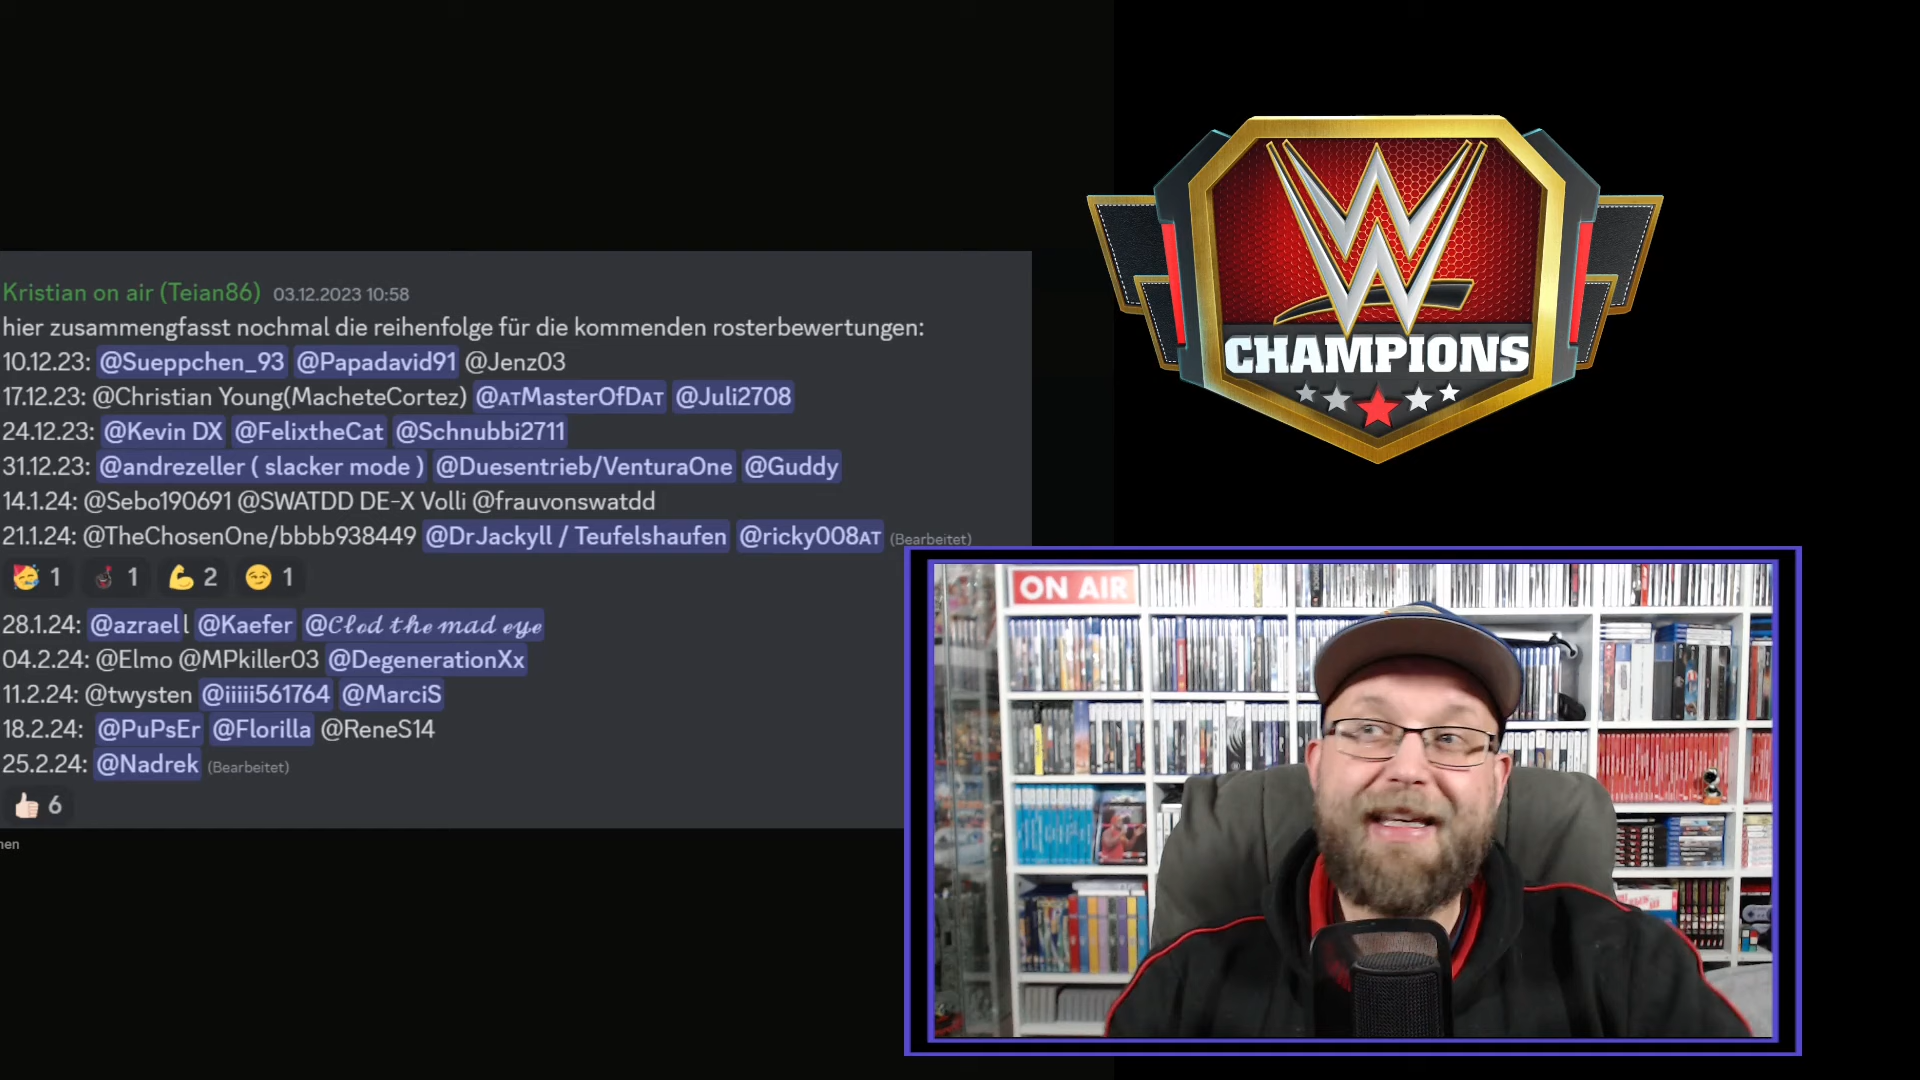 Kristian on air (Teian86) 03.12.2023 10:58
hier zusammengfasst nochmal die reihenfolge für die kommenden rosterbewertungen:
10.12.23: @Sueppchen_93 @Papadavid91 @Jenz03
17.12.23: @Christian Young(MacheteCortez) @ᴀᴛMasterOfDᴀᴛ @Juli2708
24.12.23: @Kevin DX @FelixtheCat @Schnubbi2711
31.12.23: @andrezeller ( slacker mode ) @Duesentrieb/VenturaOne @Guddy
14.1.24: @Sebo190691 @SWATDD DE-X Volli @frauvonswatdd
21.1.24: @TheChosenOne/bbbb938449 @DrJackyll / Teufelshaufen @ricky008ᴀᴛ (Bearbeitet)
1 1 2 1
28.1.24: @azrael l @Kaefer @𝓒𝓵𝓸𝓭 𝓽𝓱𝓮 𝓶𝓪𝓭 𝓮𝔂𝓮
04.2.24: @Elmo @MPkiller03 @DegenerationXx
11.2.24: @twysten @iiiii561764 @MarciS
18.2.24: @PuPsEr @Florilla @ReneS14
25.2.24: @Nadrek (Bearbeitet)
6
nen
W
CHAMPIONS
ON AIR